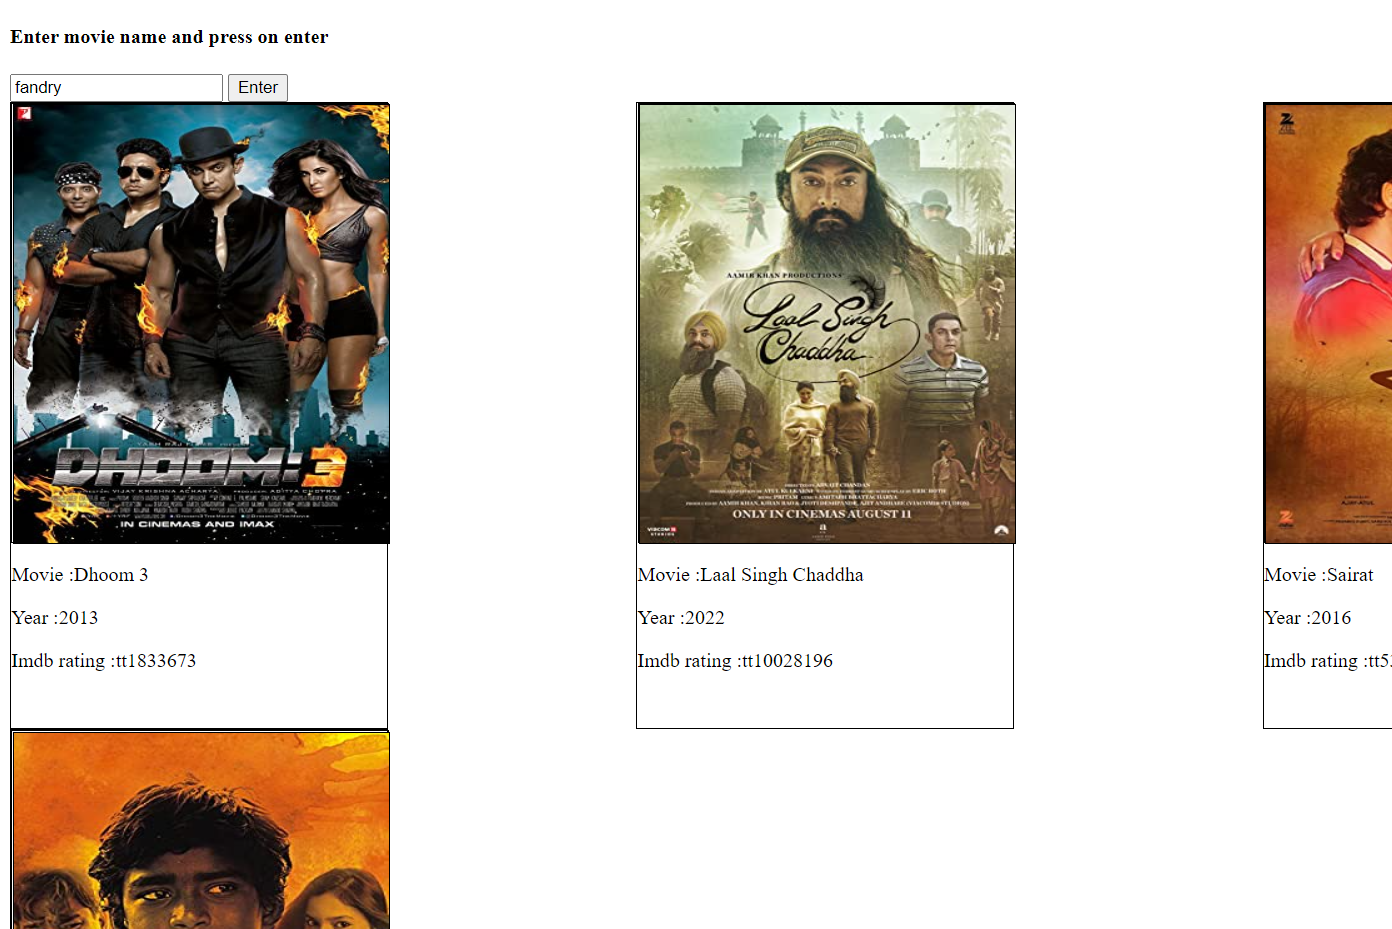 Enter movie name and press on enter
fandry Enter
DHOOM:3
IN CINEMAS AND IMAX
AAMIR KHAN PRODUCTIONS
Laal Singh
Chaddha
ONLY IN CINEMAS AUGUST 11
Movie :Dhoom 3
Movie :Laal Singh Chaddha
Movie :Sairat
Year :2013
Year :2022
Year :2016
Imdb rating :tt1833673
Imdb rating :tt10028196
Imdb rating :tt5